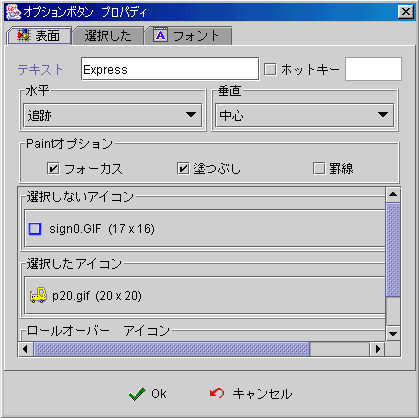 オプションボタン プロパディ
表面 選択した フォント
テキスト Express ホットキー
水平 垂直
追跡 中心
Paintオプション
フォーカス 塗つぶし 罫線
選択しないアイコン
sign0.GIF (17 x 16)
選択したアイコン
p20.gif (20 x 20)
ロールオーバー アイコン
Ok キャンセル